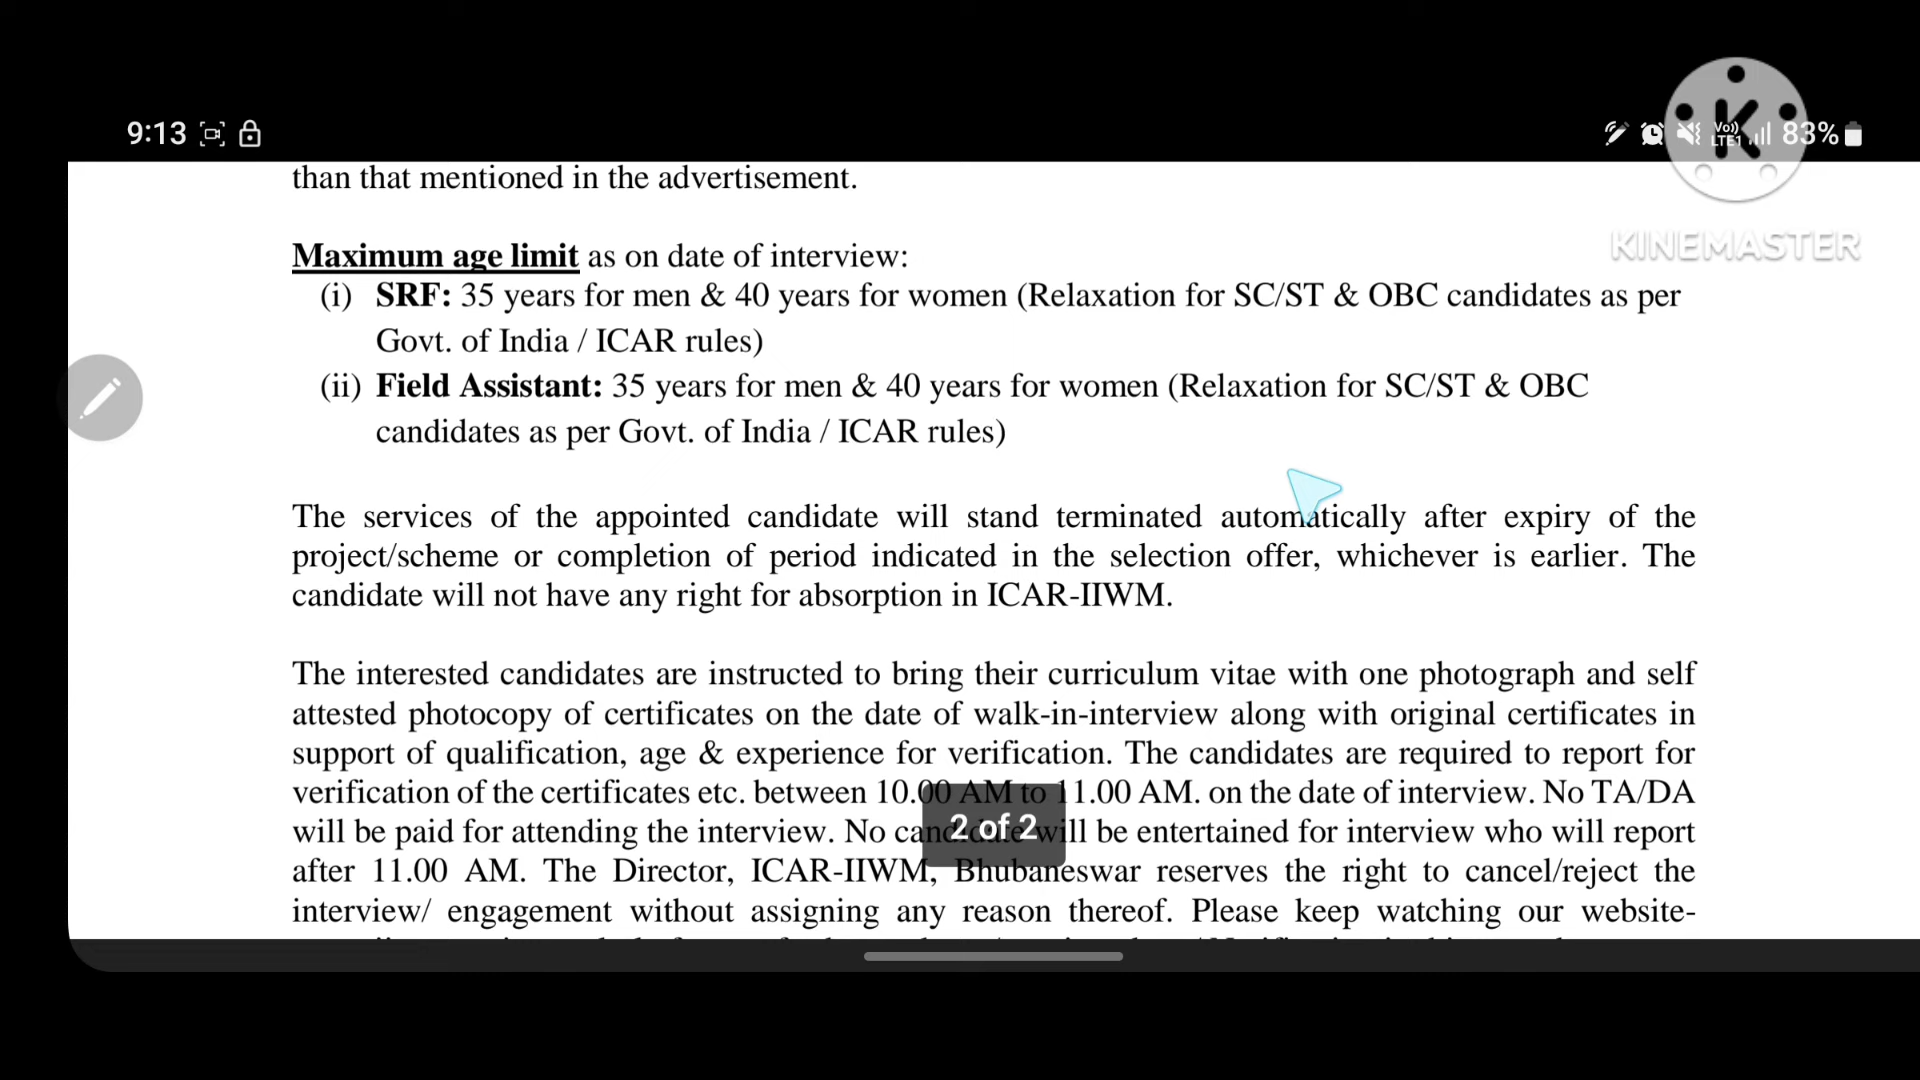 9:13
Vo)) LTE1 83%
KINEMASTER
than that mentioned in the advertisement.
Maximum age limit as on date of interview:
(i) SRF: 35 years for men & 40 years for women (Relaxation for SC/ST & OBC candidates as per
Govt. of India / ICAR rules)
(ii) Field Assistant: 35 years for men & 40 years for women (Relaxation for SC/ST & OBC
candidates as per Govt. of India / ICAR rules)
The services of the appointed candidate will stand terminated automatically after expiry of the
project/scheme or completion of period indicated in the selection offer, whichever is earlier. The
candidate will not have any right for absorption in ICAR-IIWM.
The interested candidates are instructed to bring their curriculum vitae with one photograph and self
attested photocopy of certificates on the date of walk-in-interview along with original certificates in
support of qualification, age & experience for verification. The candidates are required to report for
verification of the certificates etc. between 10.00 AM to 11.00 AM. on the date of interview. No TA/DA
will be paid for attending the interview. No candidate will be entertained for interview who will report
2 of 2
after 11.00 AM. The Director, ICAR-IIWM, Bhubaneswar reserves the right to cancel/reject the
interview/ engagement without assigning any reason thereof. Please keep watching our website-